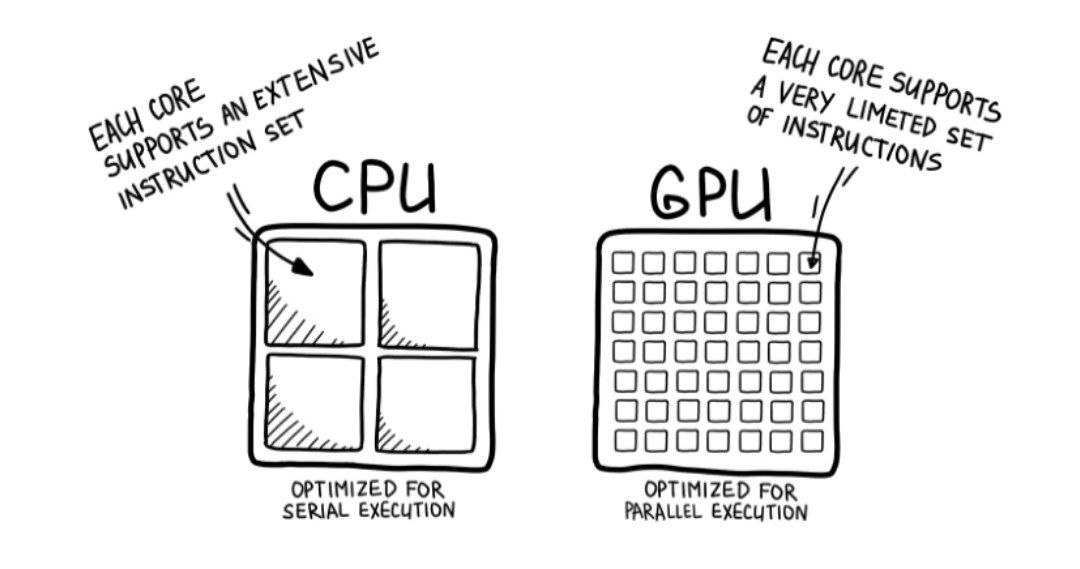 EACH CORE
SUPPORTS AN EXTENSIVE
INSTRUCTION SET
CPU
OPTIMIZED FOR
SERIAL EXECUTION
EACH CORE SUPPORTS
A VERY LIMETED SET
OF INSTRUCTIONS
GPU
OPTIMIZED FOR
PARALLEL EXECUTION